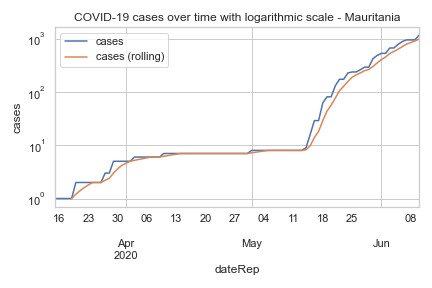 COVID-19 cases over time with logarithmic scale - Mauritania
cases
cases (rolling)
cases
10³
10²
10¹
10⁰
16 23 30 06 13 20 27 04 11 18 25 08
Apr May Jun
2020
dateRep